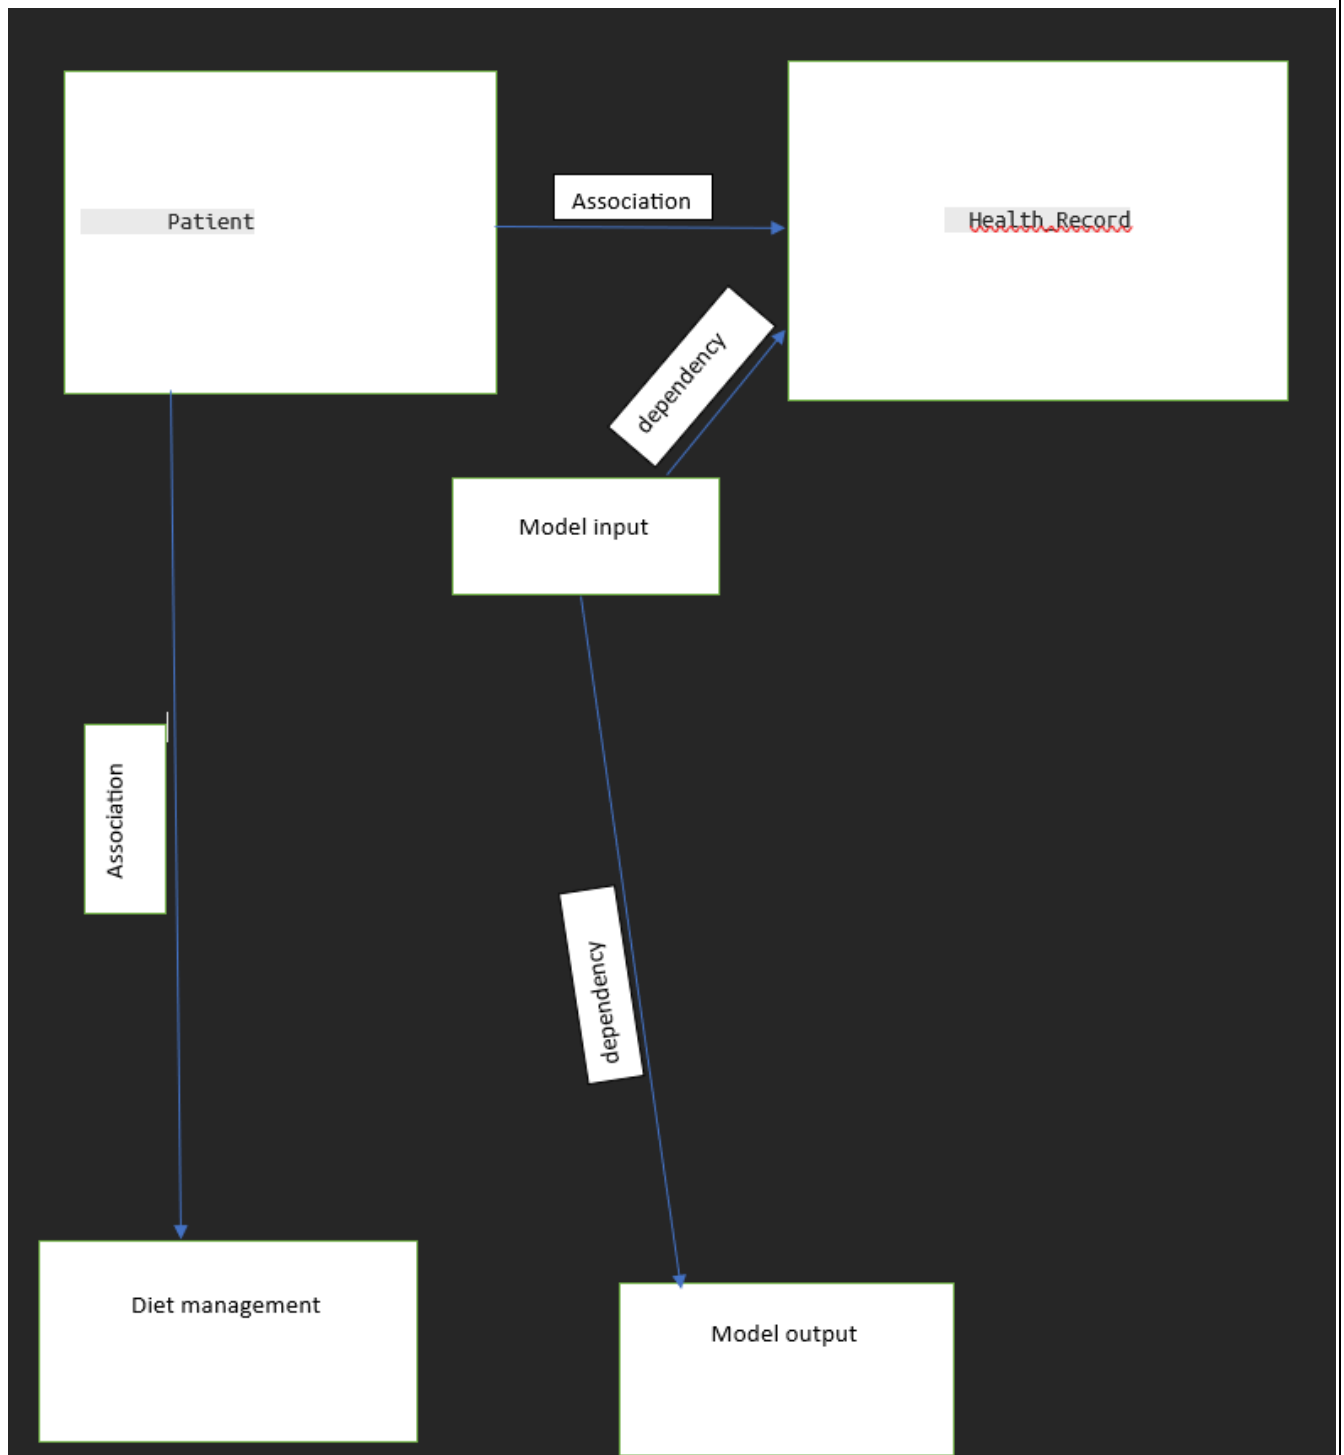 Patient
Association
Health_Record
dependency
Model input
Association
dependency
Diet management
Model output